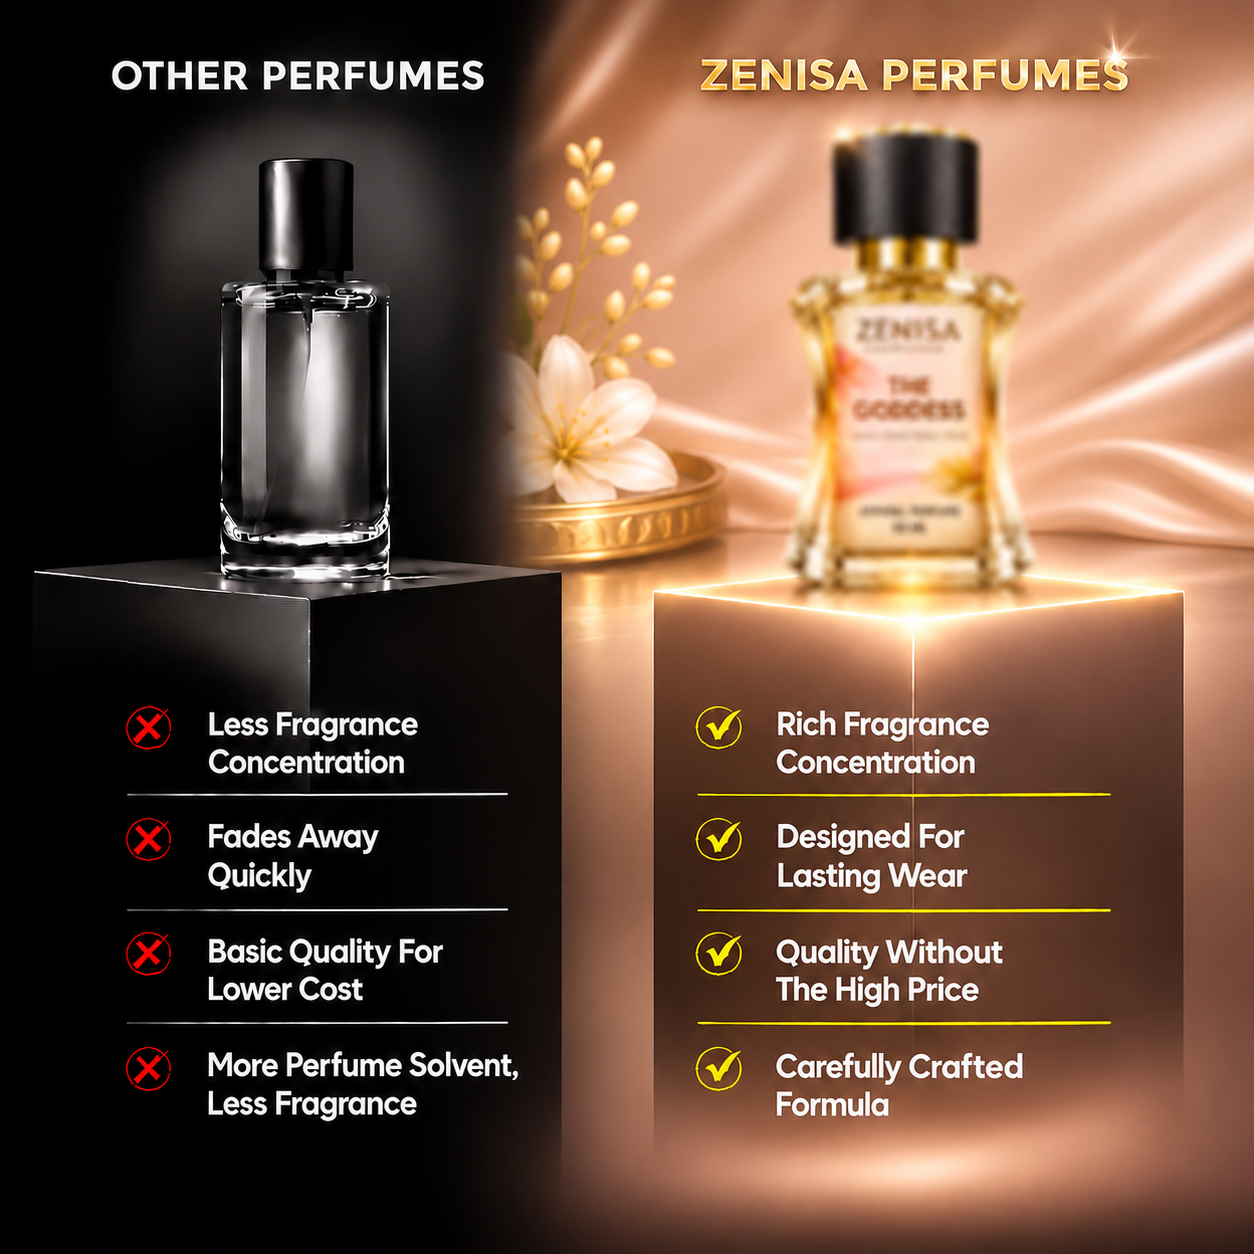 OTHER PERFUMES
ZENISA PERFUMES
ZENISA
THE
GODDESS
Less Fragrance
Concentration
Fades Away
Quickly
Basic Quality For
Lower Cost
More Perfume Solvent,
Less Fragrance
Rich Fragrance
Concentration
Designed For
Lasting Wear
Quality Without
The High Price
Carefully Crafted
Formula